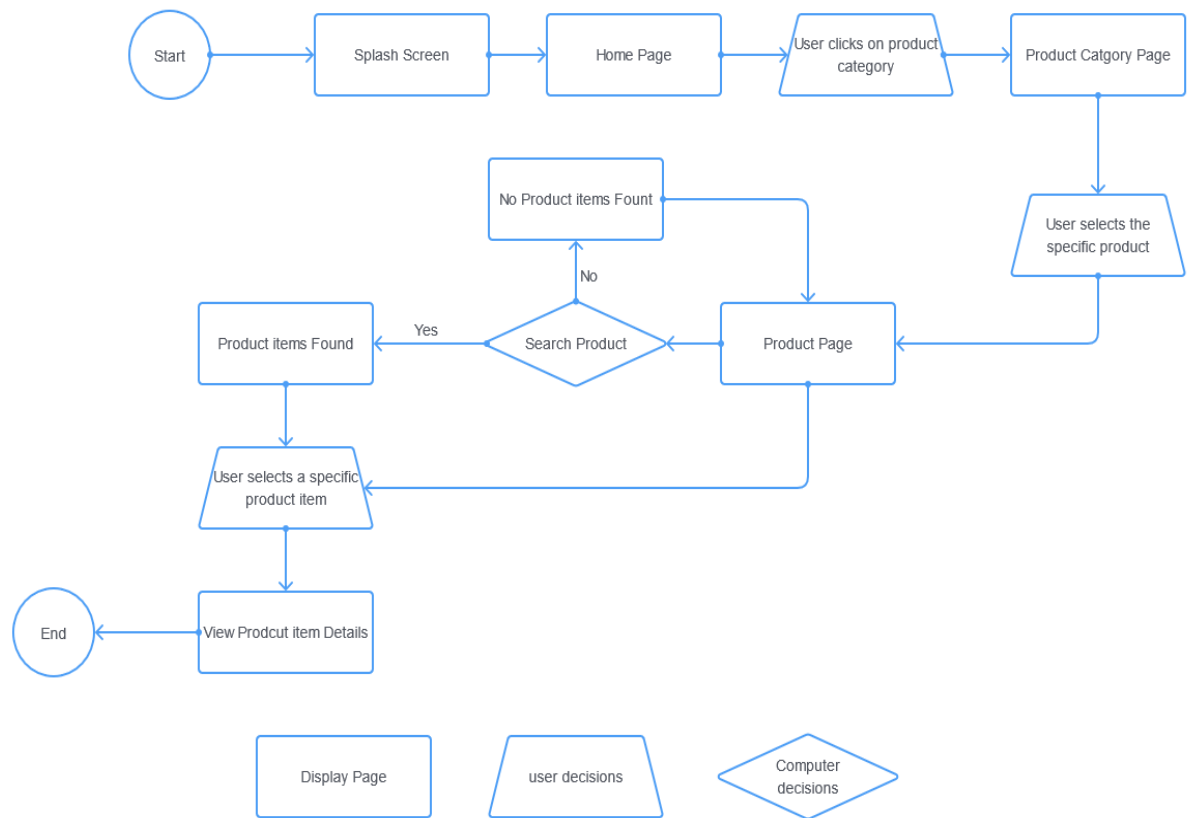 Start
Splash Screen
Home Page
User clicks on product
category
Product Catgory Page
No Product items Fount
User selects the
specific product
No
Yes
Product items Found
Search Product
Product Page
User selects a specific
product item
End
View Prodcut item Details
Display Page
user decisions
Computer
decisions